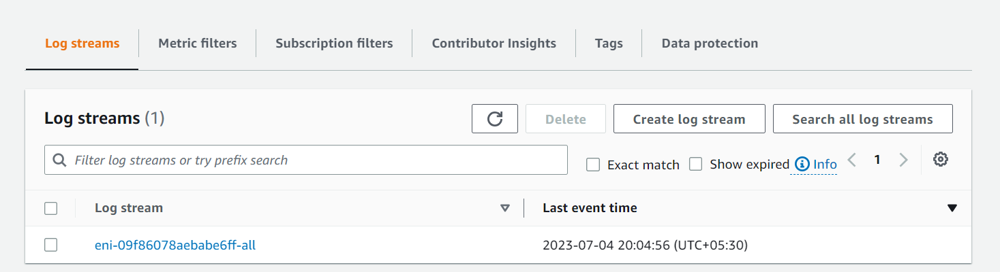 Log streams
Metric filters
Subscription filters
Contributor Insights
Tags
Data protection
Log streams (1)
Delete
Create log stream
Search all log streams
Filter log streams or try prefix search
Exact match
Show expired
Info
1
Log stream
Last event time
eni-09f86078aebabe6ff-all
2023-07-04 20:04:56 (UTC+05:30)